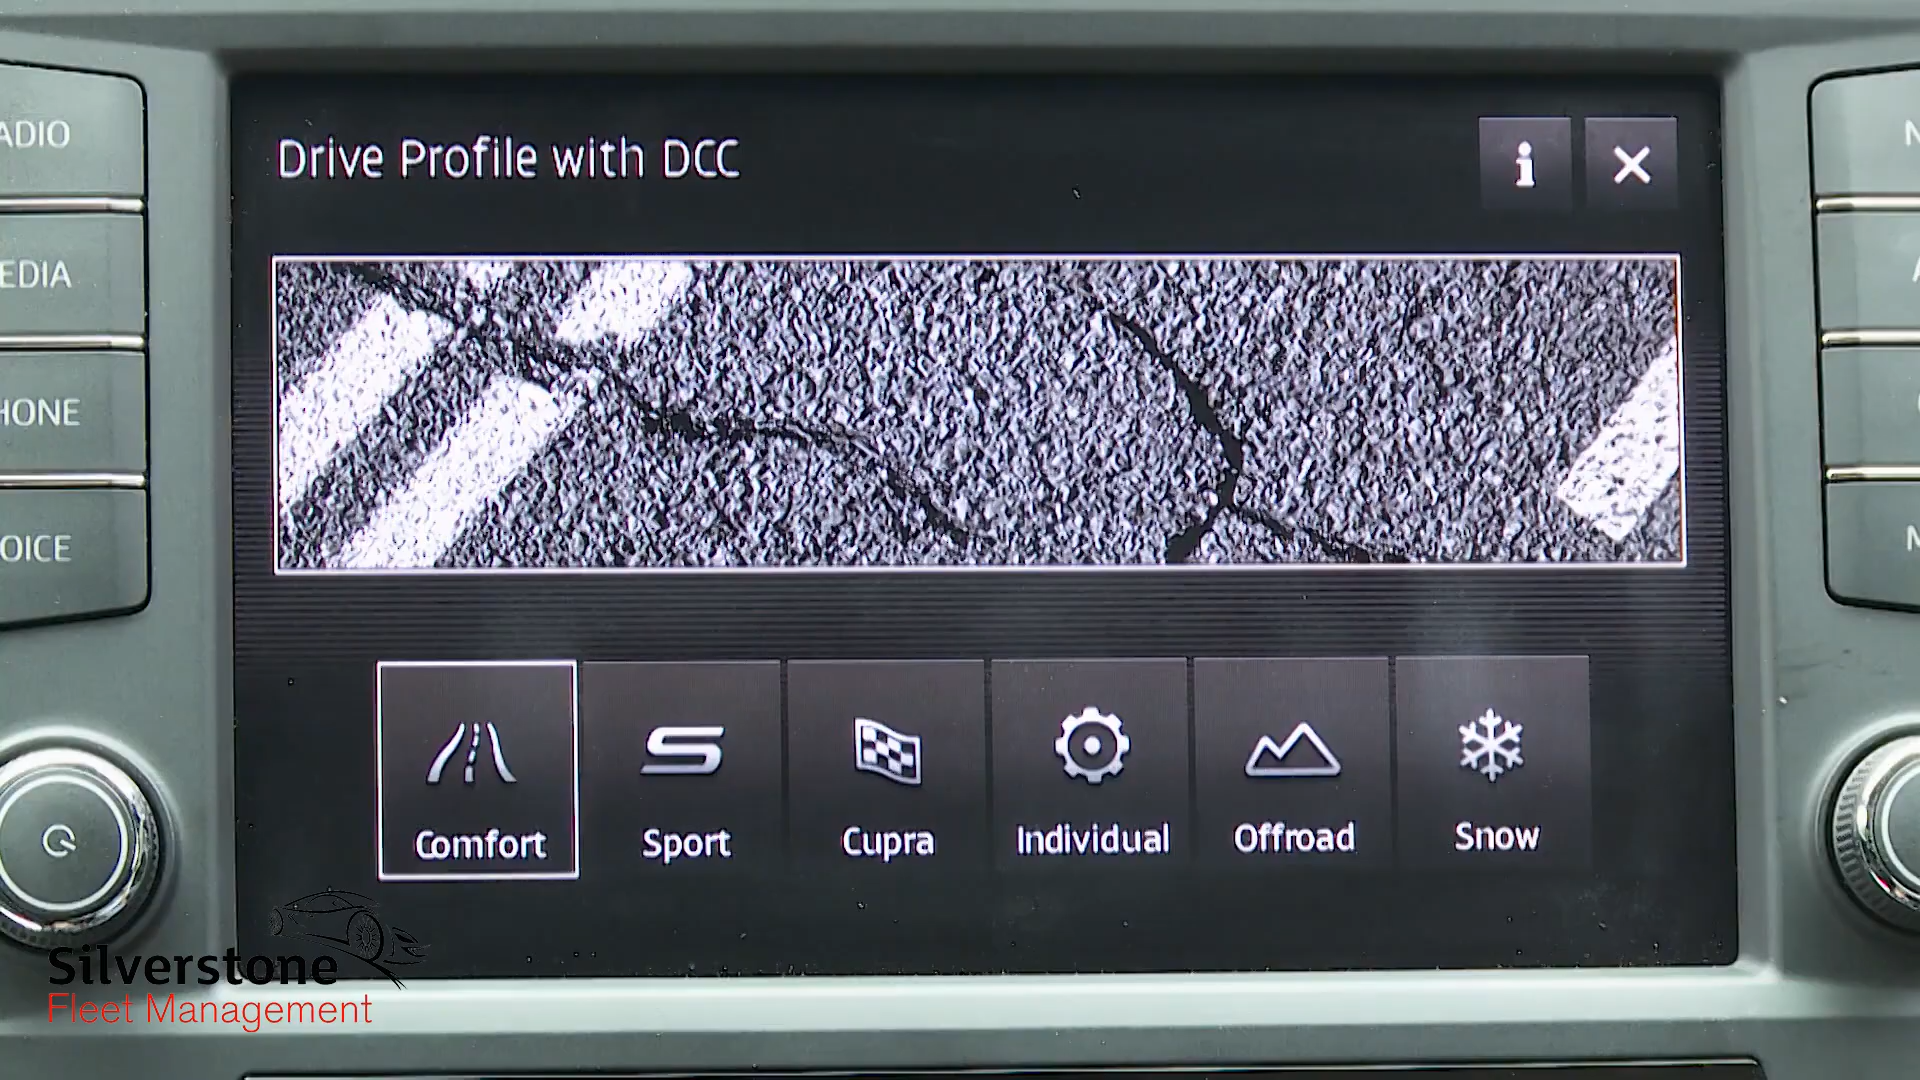 Drive Profile with DCC
i
ADIO
EDIA
HONE
OICE
Comfort
Sport
Cupra
Individual
Offroad
Snow
Silverstone
Fleet Management